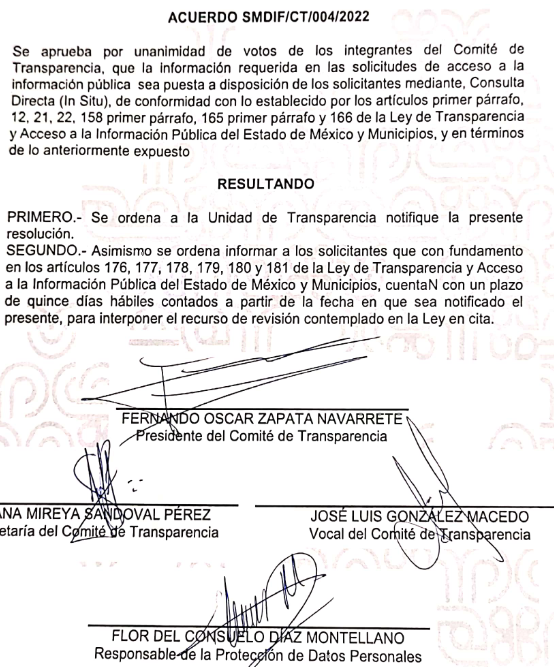 ACUERDO SMDIF/CT/004/2022
Se aprueba por unanimidad de votos de los integrantes del Comité de
Transparencia, que la información requerida en las solicitudes de acceso a la
información pública sea puesta a disposición de los solicitantes mediante, Consulta
Directa (In Situ), de conformidad con lo establecido por los artículos primer párrafo,
12, 21, 22, 158 primer párrafo, 165 primer párrafo y 166 de la Ley de Transparencia
y Acceso a la Información Pública del Estado de México y Municipios, y en términos
de lo anteriormente expuesto
RESULTANDO
PRIMERO.- Se ordena a la Unidad de Transparencia notifique la presente
resolución.
SEGUNDO.- Asimismo se ordena informar a los solicitantes que con fundamento
en los artículos 176, 177, 178, 179, 180 y 181 de la Ley de Transparencia y Acceso
a la Información Pública del Estado de México y Municipios, cuentaN con un plazo
de quince días hábiles contados a partir de la fecha en que sea notificado el
presente, para interponer el recurso de revisión contemplado en la Ley en cita.
FERNANDO OSCAR ZAPATA NAVARRETE
Presidente del Comité de Transparencia
ANA MIREYA SANDOVAL PÉREZ
etaría del Comité de Transparencia
JOSÉ LUIS GONZÁLEZ MACEDO
Vocal del Comité de Transparencia
FLOR DEL CONSUELO DÍAZ MONTELLANO
Responsable de la Protección de Datos Personales